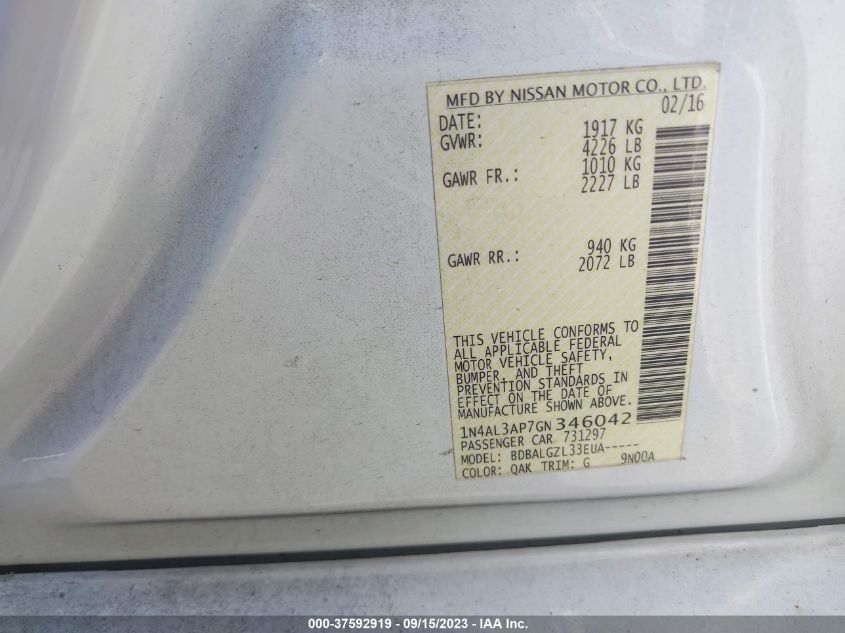 MFD BY NISSAN MOTOR CO., LTD.
DATE: 02/16
GVWR: 1917 KG
4226 LB
GAWR FR.: 1010 KG
2227 LB
GAWR RR.: 940 KG
2072 LB
THIS VEHICLE CONFORMS TO
ALL APPLICABLE FEDERAL
MOTOR VEHICLE SAFETY,
BUMPER, AND THEFT
PREVENTION STANDARDS IN
EFFECT ON THE DATE OF
MANUFACTURE SHOWN ABOVE.
1N4AL3AP7GN346042
PASSENGER CAR 731297
MODEL: BDBALGZL33EUA-----
COLOR: QAK TRIM: G 9N00A
000-37592919 - 09/15/2023 - © IAA Inc.